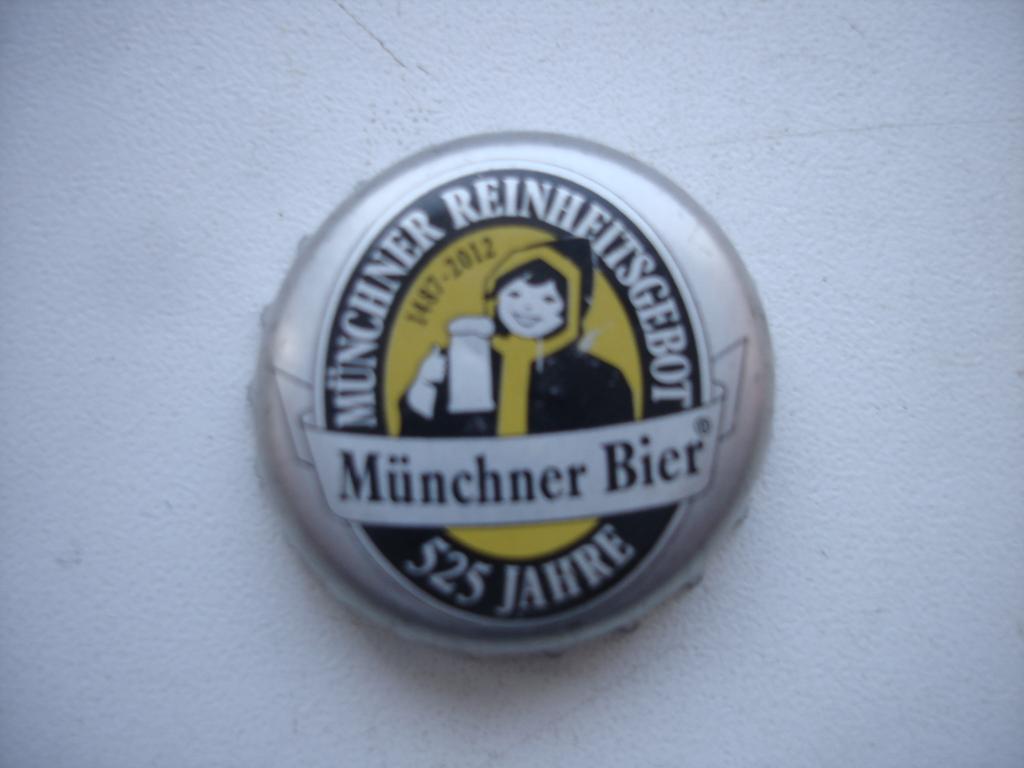 MÜNCHNER REINHEITSGEBOT
1487-2012
Münchner Bier®
525 JAHRE